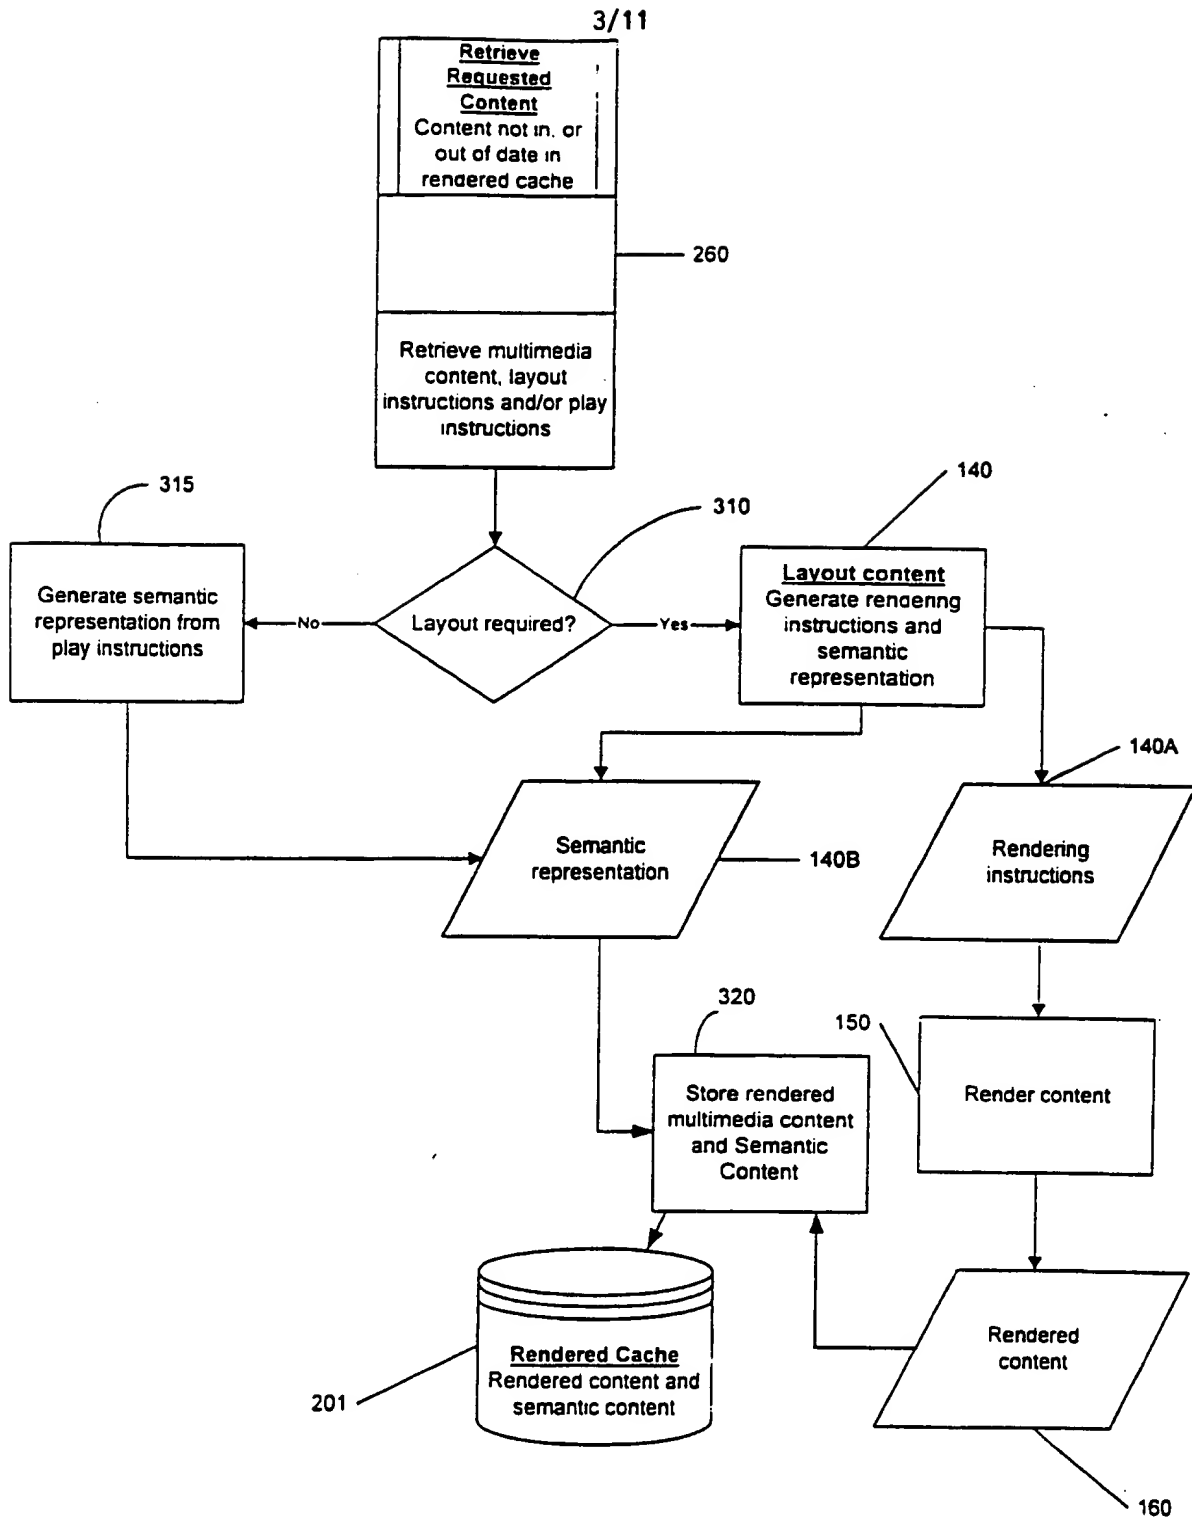 3/11
Retrieve
Requested
Content
Content not in, or
out of date in
rendered cache
260
Retrieve multimedia
content, layout
instructions and/or play
instructions
315
310
140
Generate semantic
representation from
play instructions
No
Layout required?
Yes
Layout content
Generate rendering
instructions and
semantic
representation
140A
Semantic
representation
140B
Rendering
instructions
320
150
Store rendered
multimedia content
and Semantic
Content
Render content
Rendered Cache
Rendered content and
semantic content
201
Rendered
content
160